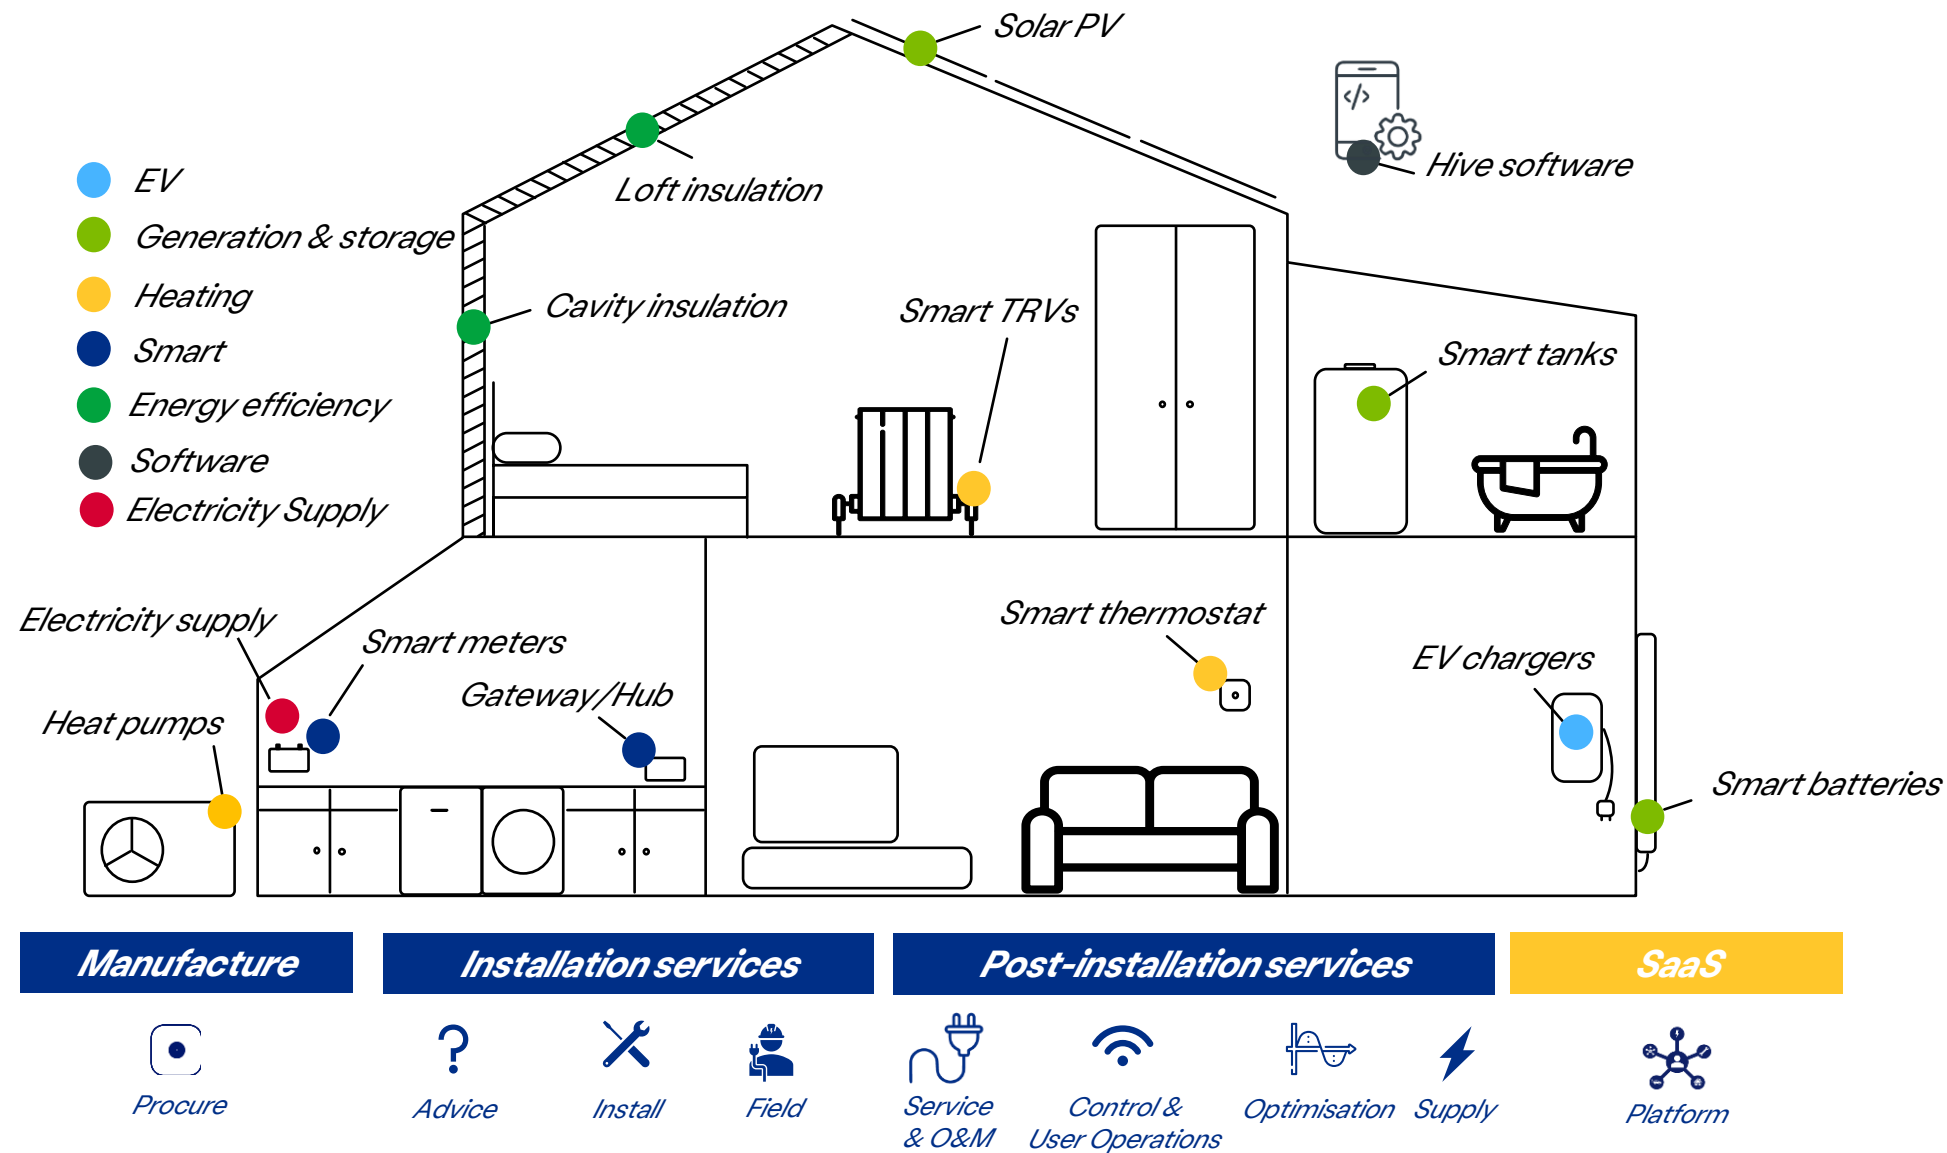 Solar PV
Hive software
Loft insulation
EV
Generation & storage
Heating
Smart
Energy efficiency
Software
Electricity Supply
Cavity insulation
Smart TRVs
Smart tanks
</>
Electricity supply
Smart meters
Gateway/Hub
Heat pumps
Smart thermostat
EV chargers
Smart batteries
Manufacture
Installation services
Post-installation services
SaaS
?
Procure
Advice
Install
Field
Service
& O&M
Control &
User Operations
Optimisation
Supply
Platform